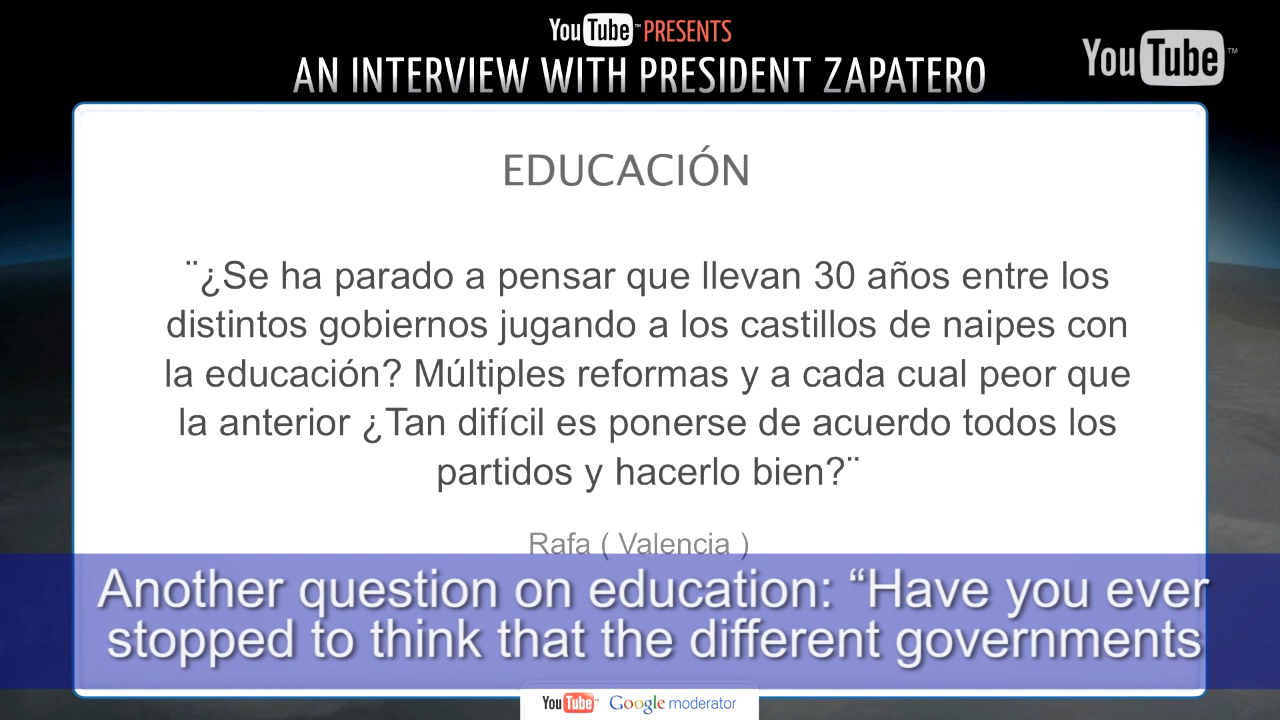 YouTube™ PRESENTS
AN INTERVIEW WITH PRESIDENT ZAPATERO
YouTube™
EDUCACIÓN
¨¿Se ha parado a pensar que llevan 30 años entre los
distintos gobiernos jugando a los castillos de naipes con
la educación? Múltiples reformas y a cada cual peor que
la anterior ¿Tan difícil es ponerse de acuerdo todos los
partidos y hacerlo bien?¨
Rafa ( Valencia )
Another question on education: “Have you ever
stopped to think that the different governments
YouTube™ Google moderator